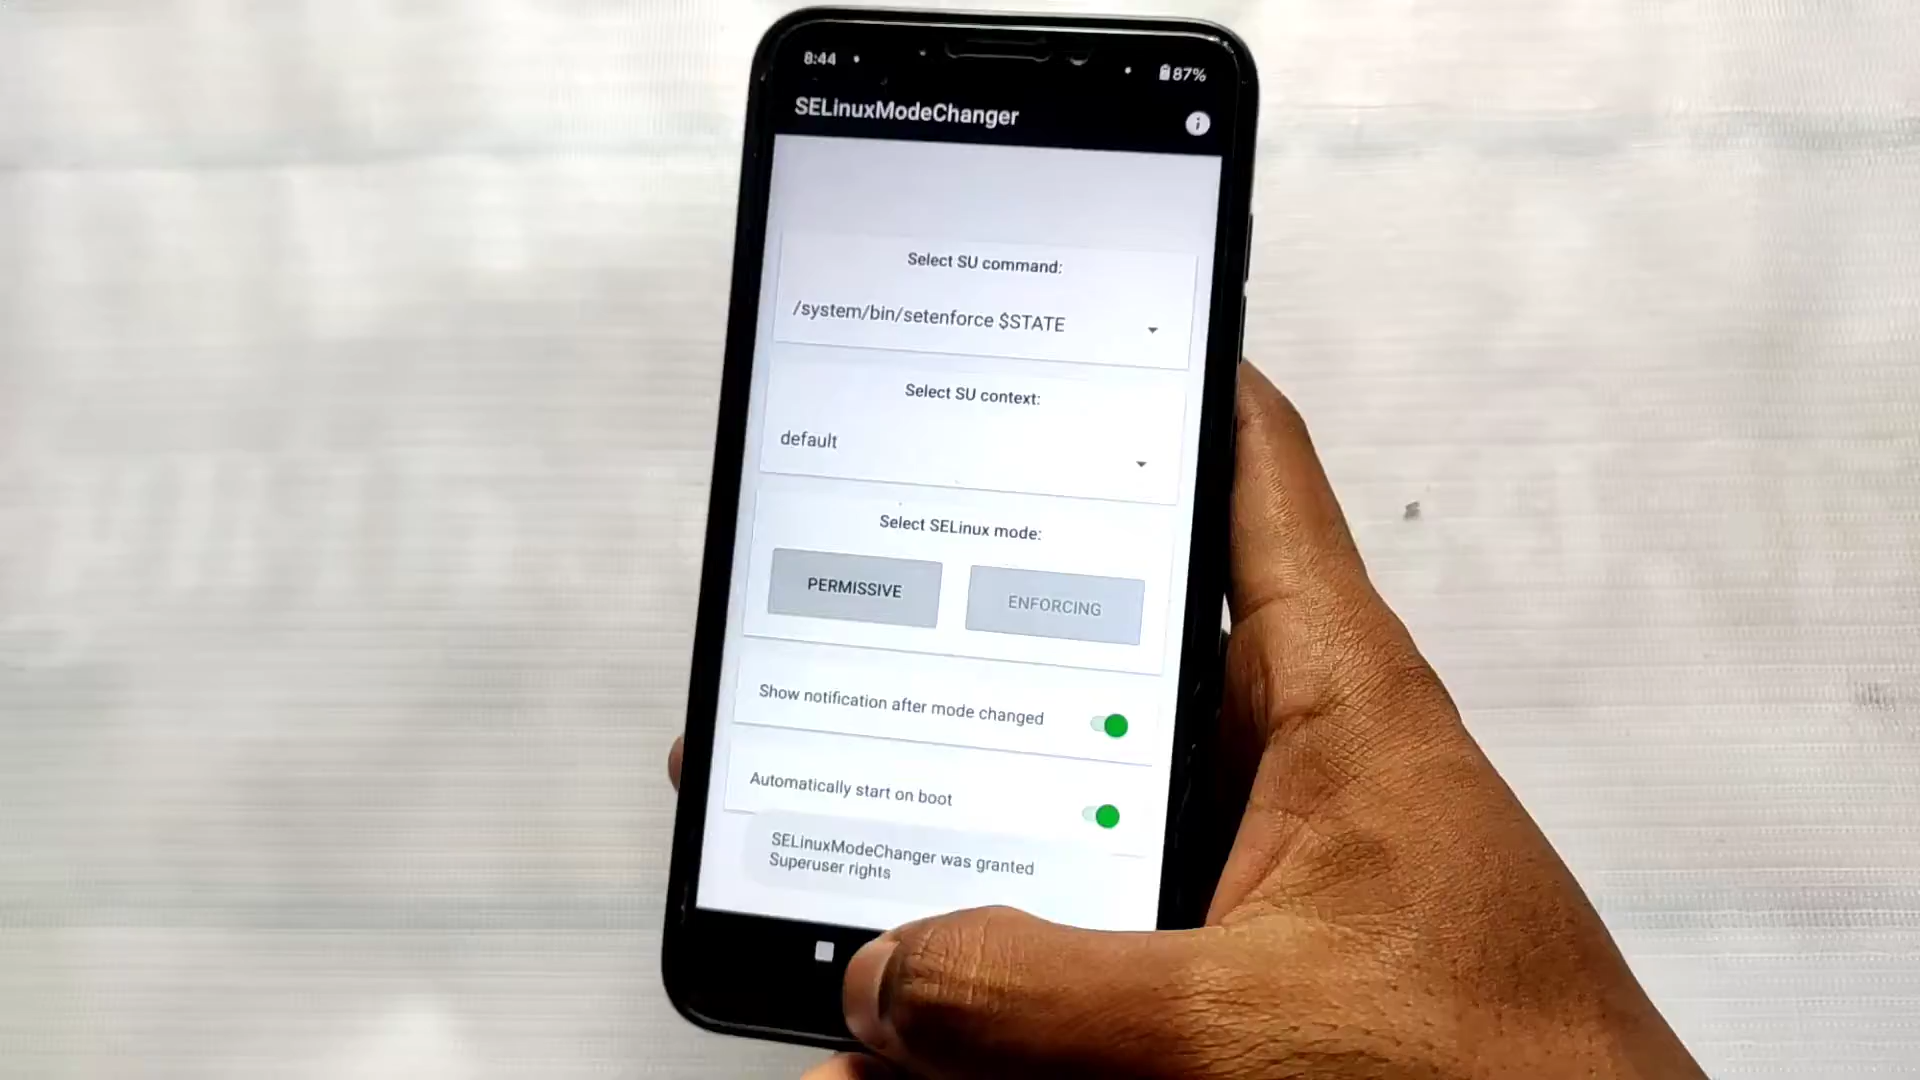 8:44
87%
SELinuxModeChanger
Select SU command:
/system/bin/setenforce $STATE
Select SU context:
default
Select SELinux mode:
PERMISSIVE
ENFORCING
Show notification after mode changed
Automatically start on boot
SELinuxModeChanger was granted
Superuser rights